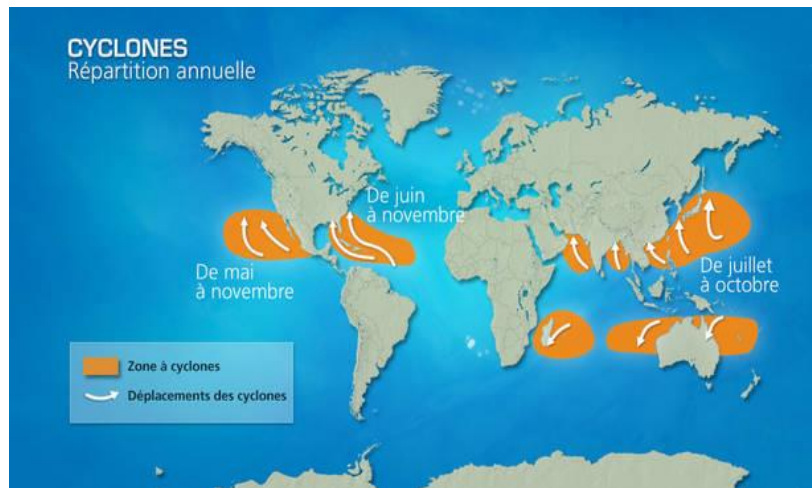 CYCLONES
Répartition annuelle
De juin
à novembre
De mai
à novembre
De juillet
à octobre
Zone à cyclones
Déplacements des cyclones